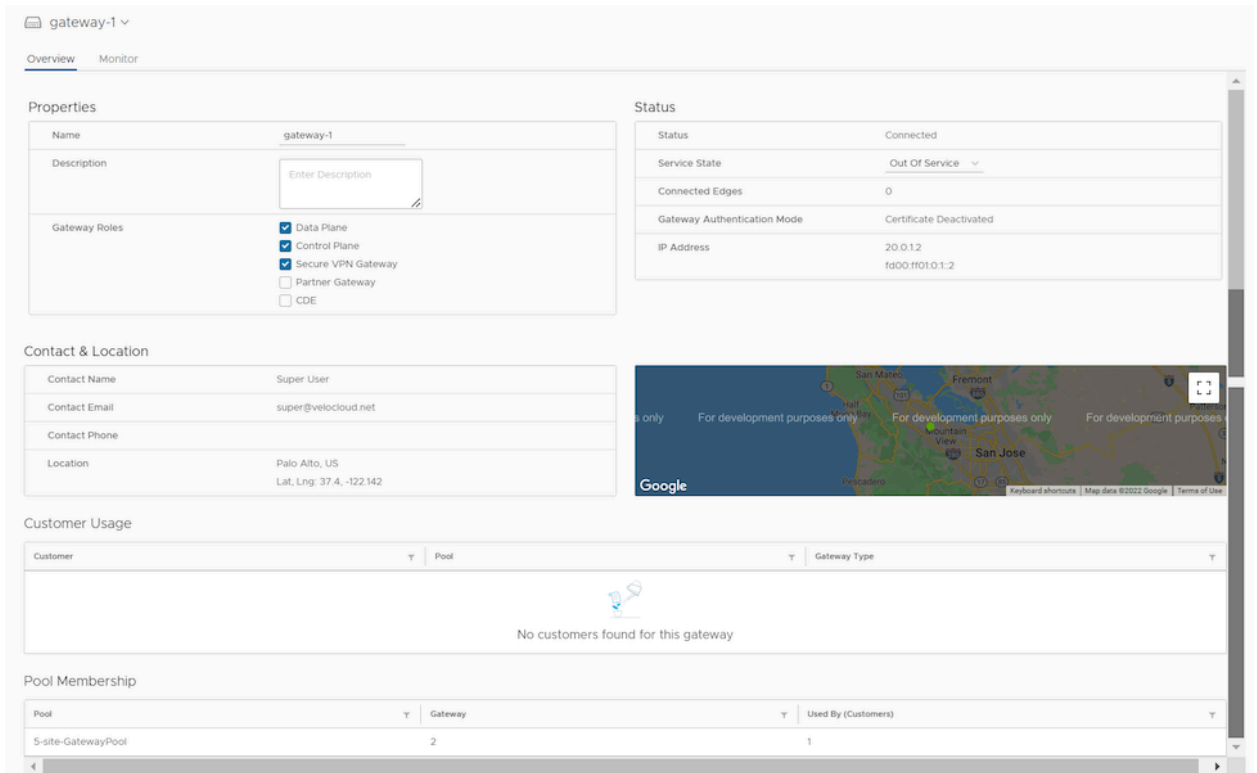 gateway-1
Overview Monitor
Properties
Name gateway-1
Description Enter Description
Gateway Roles Data Plane
Control Plane
Secure VPN Gateway
Partner Gateway
CDE
Status
Status Connected
Service State Out Of Service
Connected Edges 0
Gateway Authentication Mode Certificate Deactivated
IP Address 20.0.1.2
fd00:ff01:0:1::2
Contact & Location
Contact Name Super User
Contact Email super@velocloud.net
Contact Phone
Location Palo Alto, US
Lat, Lng: 37.4, -122.142
San Mateo
Fremont
Half Moon Bay
s only For development purposes only For development purposes only For development purposes
Mountain View
San Jose
Pescadero
Google
Keyboard shortcuts Map data ©2022 Google Terms of Use
Customer Usage
Customer Pool Gateway Type
No customers found for this gateway
Pool Membership
Pool Gateway Used By (Customers)
5-site-GatewayPool 2 1